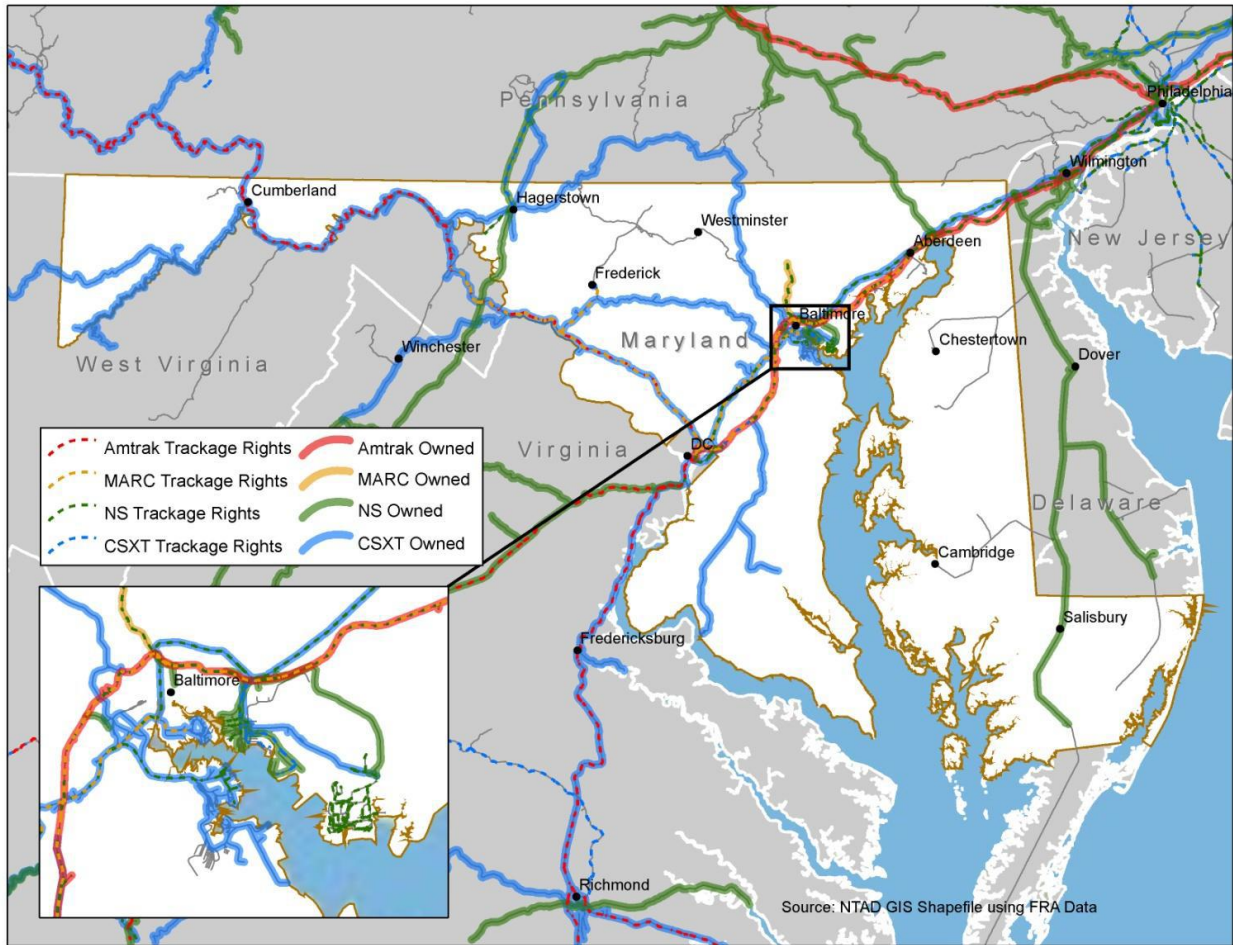 Pennsylvania
Philadelphia
Wilmington
Cumberland
Hagerstown
Westminster
New Jersey
Aberdeen
Frederick
Baltimore
Maryland
Chestertown
West Virginia
Winchester
Dover
Virginia
DC
Amtrak Trackage Rights
Amtrak Owned
MARC Trackage Rights
MARC Owned
NS Trackage Rights
NS Owned
CSXT Trackage Rights
CSXT Owned
Delaware
Cambridge
Salisbury
Fredericksburg
Baltimore
Richmond
Source: NTAD GIS Shapefile using FRA Data